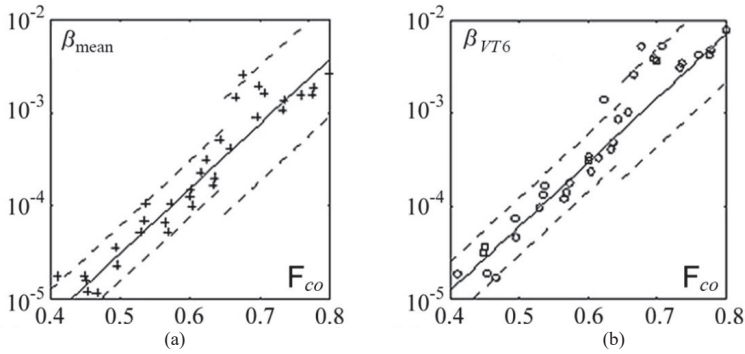 10⁻² β_mean 10⁻² β_VT6
10⁻³ 10⁻³
10⁻⁴ 10⁻⁴
F_co F_co
10⁻⁵ 10⁻⁵
0.4 0.5 0.6 0.7 0.8 0.4 0.5 0.6 0.7 0.8
(a) (b)